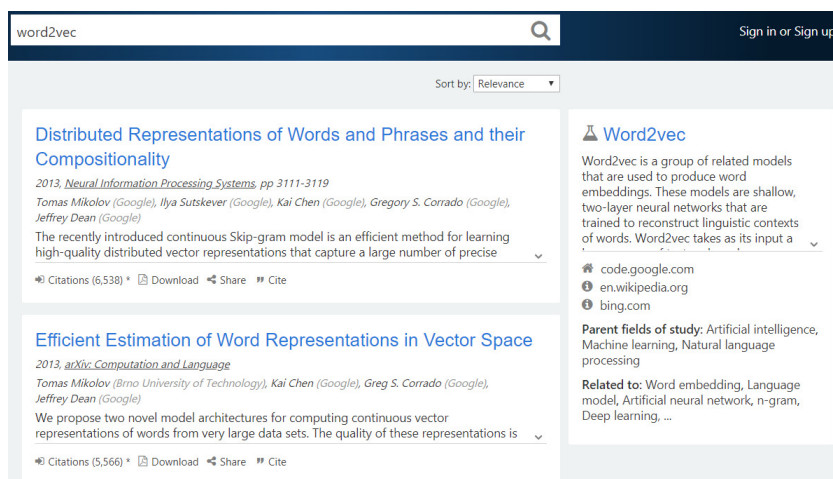 word2vec
Sign in or Sign up
Sort by: Relevance
Distributed Representations of Words and Phrases and their
Compositionality
2013, Neural Information Processing Systems, pp 3111-3119
Tomas Mikolov (Google), Ilya Sutskever (Google), Kai Chen (Google), Gregory S. Corrado (Google),
Jeffrey Dean (Google)
The recently introduced continuous Skip-gram model is an efficient method for learning
high-quality distributed vector representations that capture a large number of precise
Citations (6,538) * Download Share Cite
Efficient Estimation of Word Representations in Vector Space
2013, arXiv: Computation and Language
Tomas Mikolov (Brno University of Technology), Kai Chen (Google), Greg S. Corrado (Google),
Jeffrey Dean (Google)
We propose two novel model architectures for computing continuous vector
representations of words from very large data sets. The quality of these representations is
Citations (5,566) * Download Share Cite
Word2vec
Word2vec is a group of related models
that are used to produce word
embeddings. These models are shallow,
two-layer neural networks that are
trained to reconstruct linguistic contexts
of words. Word2vec takes as its input a
code.google.com
en.wikipedia.org
bing.com
Parent fields of study: Artificial intelligence,
Machine learning, Natural language
processing
Related to: Word embedding, Language
model, Artificial neural network, n-gram,
Deep learning, ...